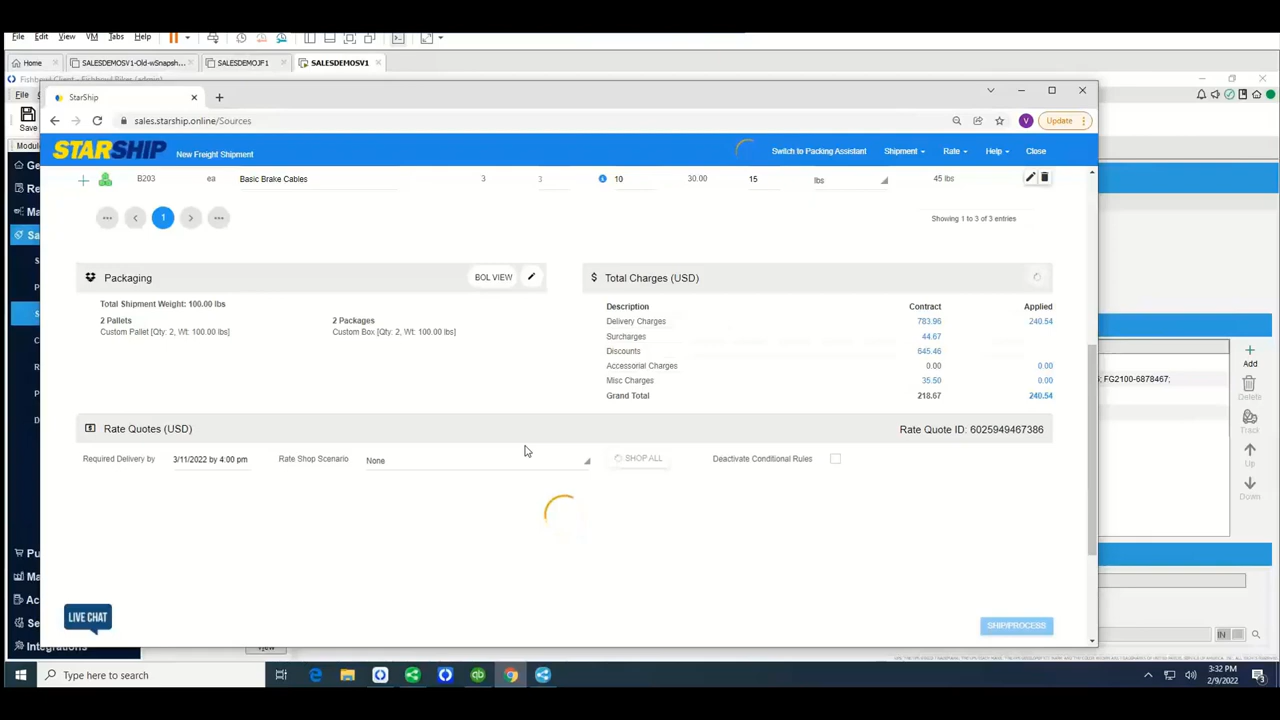 File Edit View VM Tabs Help
Home SALESDEMOSV1-Old-wSnapsh... SALESDEMOJF1 SALESDEMOSV1
File
StarShip
Save
sales.starship.online/Sources
V Update
STARSHIP New Freight Shipment Switch to Packing Assistant Shipment Rate Help Close
B203 ea Basic Brake Cables 3 3 10 30.00 15 lbs 45 lbs
1
Showing 1 to 3 of 3 entries
Packaging BOL VIEW
$ Total Charges (USD)
Total Shipment Weight: 100.00 lbs
2 Pallets 2 Packages
Custom Pallet [Qty: 2, Wt: 100.00 lbs] Custom Box [Qty: 2, Wt: 100.00 lbs]
Description Contract Applied
Delivery Charges 783.96 240.54
Surcharges 44.67
Discounts 645.46
Accessorial Charges 0.00 0.00
Misc Charges 35.50 0.00
Grand Total 218.67 240.54
Add
FG2100-6878467;
Delete
Track
Up
Down
Rate Quotes (USD) Rate Quote ID: 6025949467386
Required Delivery by 3/11/2022 by 4:00 pm Rate Shop Scenario None SHOP ALL Deactivate Conditional Rules
LIVE CHAT
SHIP/PROCESS
Integrations
View
IN
Type here to search
3:32 PM
2/9/2022
3